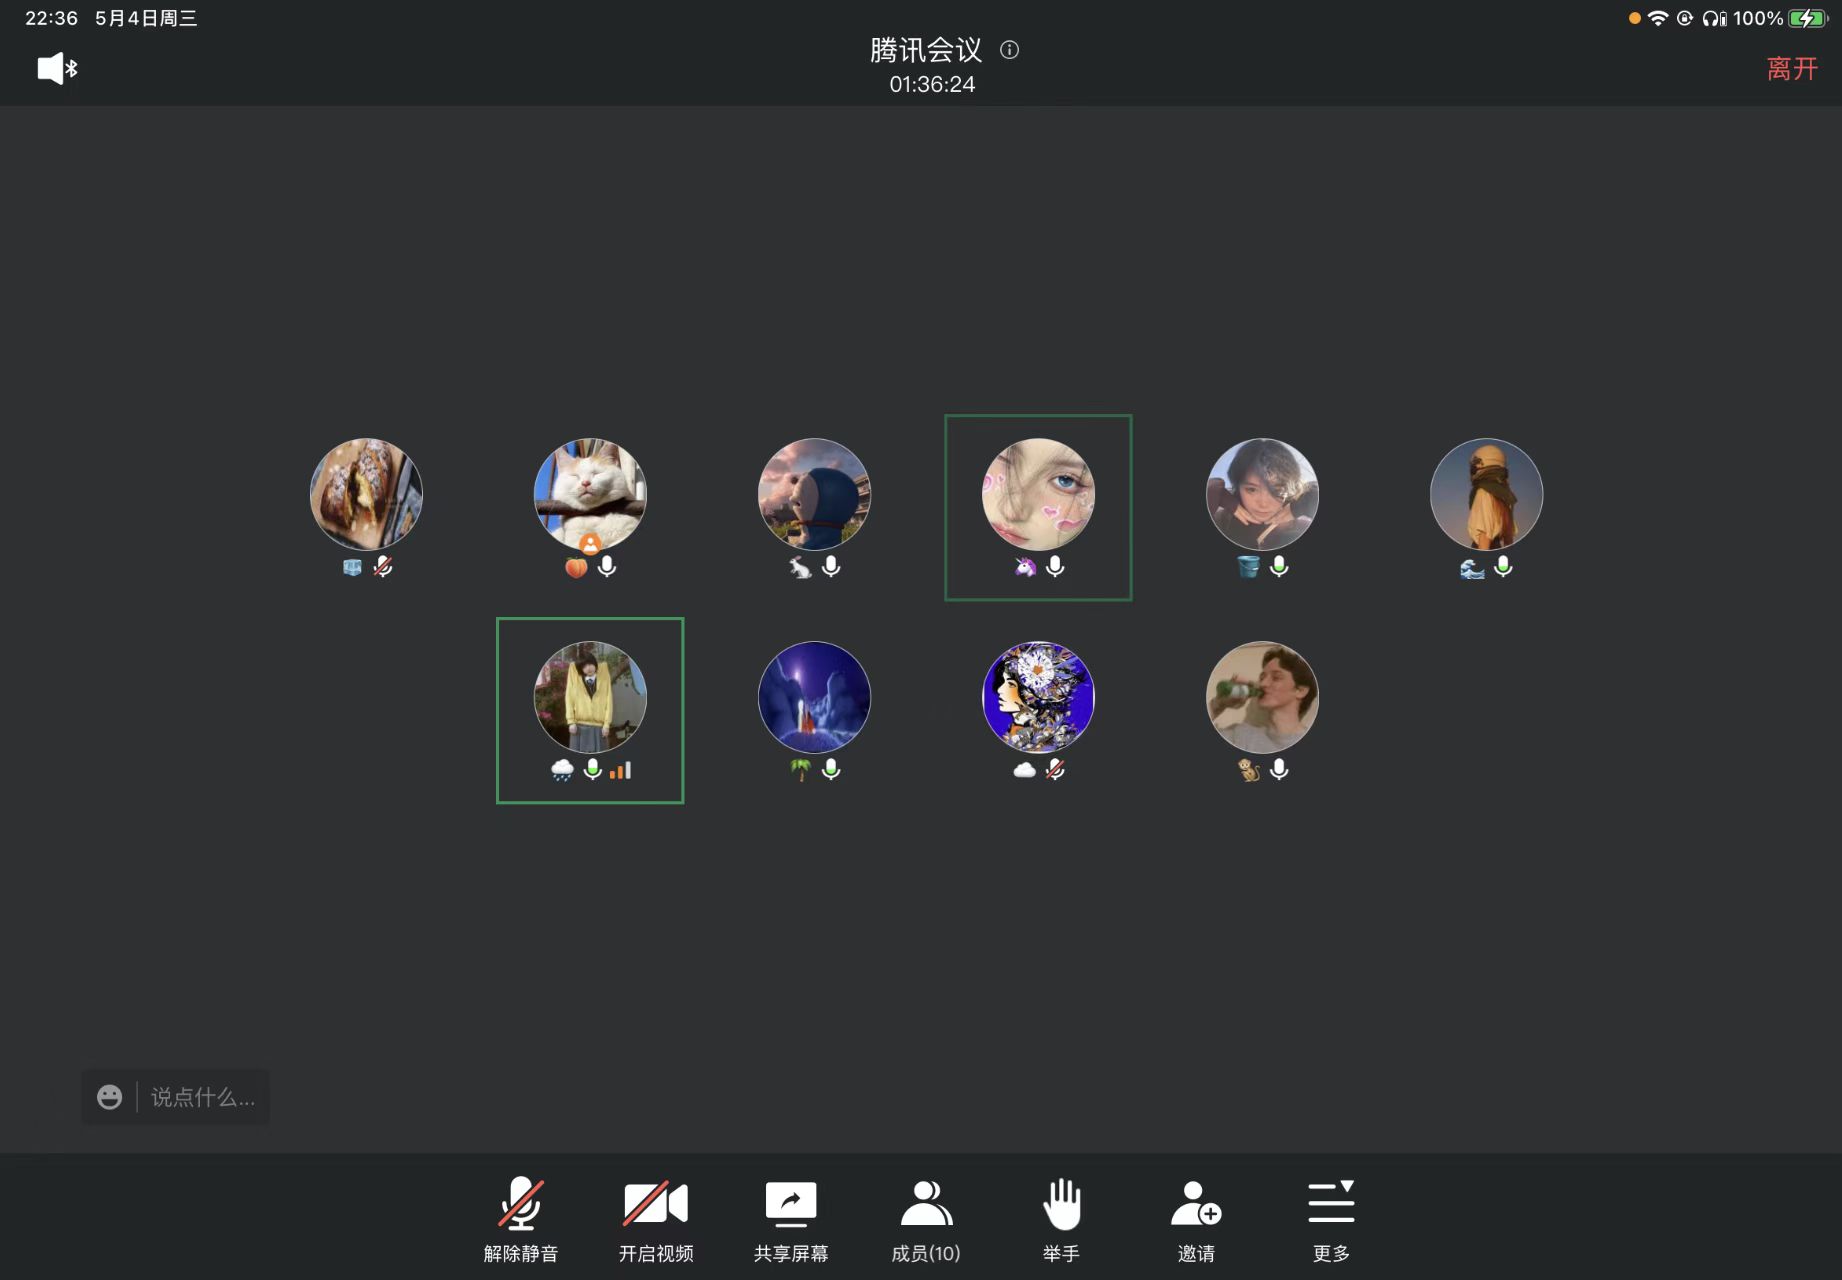 22:36 5月4日周三
100%
腾讯会议
01:36:24
离开
说点什么...
解除静音
开启视频
共享屏幕
成员(10)
举手
邀请
更多